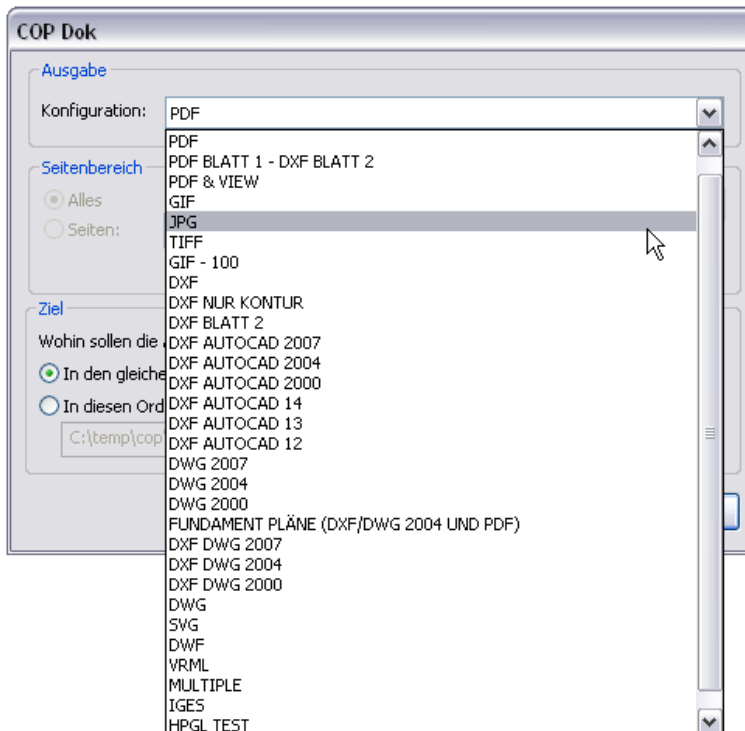 COP Dok
Ausgabe
Konfiguration: PDF
PDF
PDF BLATT 1 - DXF BLATT 2
Seitenbereich
PDF & VIEW
Alles
GIF
JPG
Seiten:
TIFF
GIF - 100
DXF
DXF NUR KONTUR
Ziel
DXF BLATT 2
Wohin sollen die
DXF AUTOCAD 2007
DXF AUTOCAD 2004
In den gleiche
DXF AUTOCAD 2000
DXF AUTOCAD 14
In diesen Ord
DXF AUTOCAD 13
C:\temp\cop
DXF AUTOCAD 12
DWG 2007
DWG 2004
DWG 2000
FUNDAMENT PLÄNE (DXF/DWG 2004 UND PDF)
DXF DWG 2007
DXF DWG 2004
DXF DWG 2000
DWG
SVG
DWF
VRML
MULTIPLE
IGES
HPGL TEST